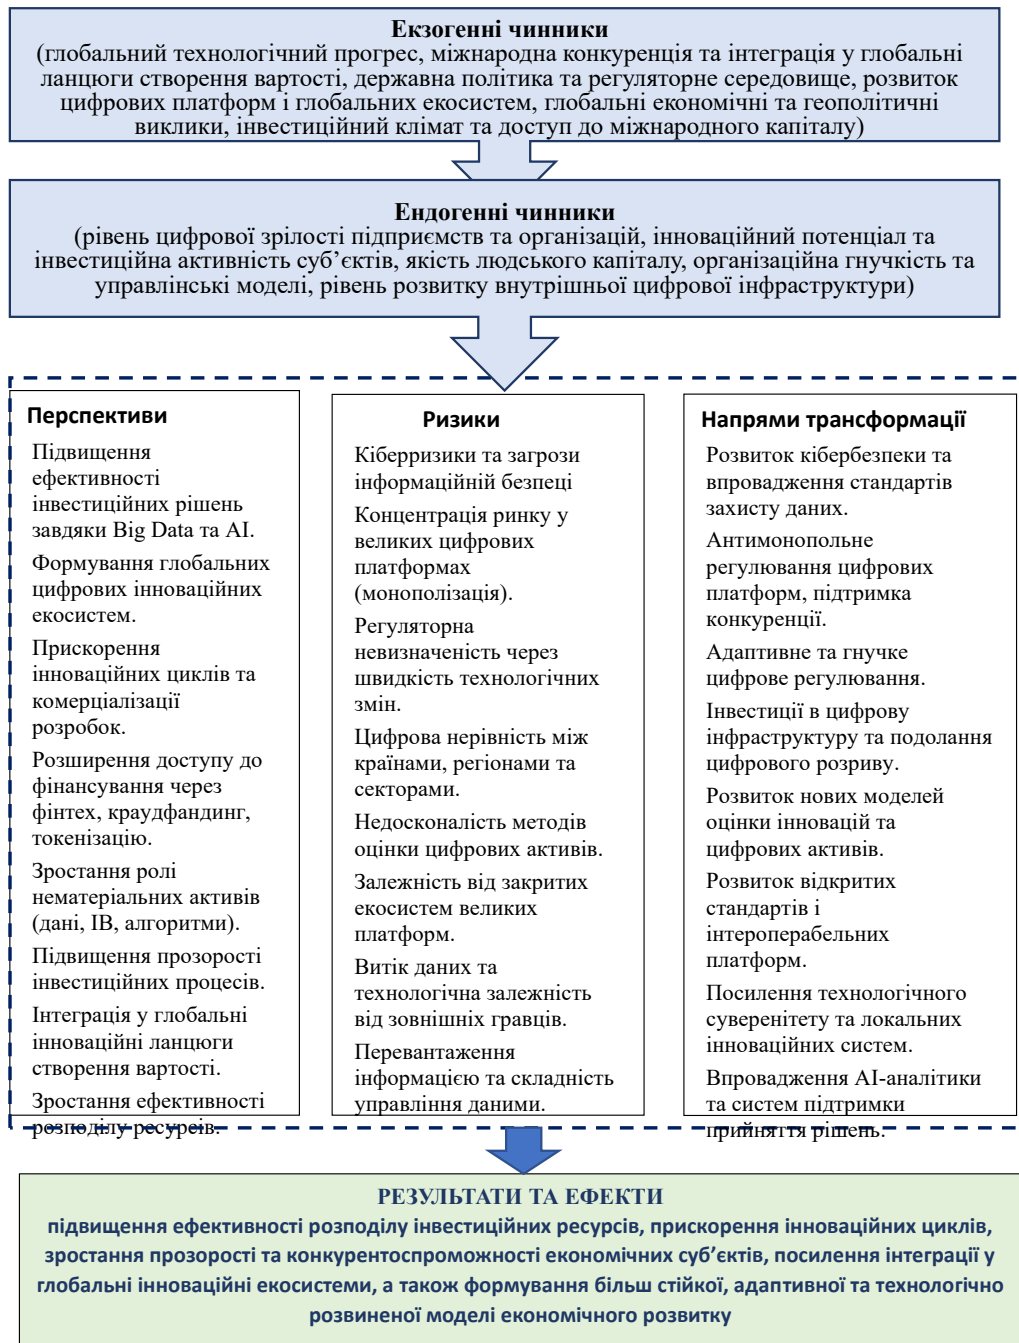 Екзогенні чинники
(глобальний технологічний прогрес, міжнародна конкуренція та інтеграція у глобальні
ланцюги створення вартості, державна політика та регуляторне середовище, розвиток
цифрових платформ і глобальних екосистем, глобальні економічні та геополітичні
виклики, інвестиційний клімат та доступ до міжнародного капіталу)
Ендогенні чинники
(рівень цифрової зрілості підприємств та організацій, інноваційний потенціал та
інвестиційна активність суб’єктів, якість людського капіталу, організаційна гнучкість та
управлінські моделі, рівень розвитку внутрішньої цифрової інфраструктури)
Перспективи
Підвищення
ефективності
інвестиційних рішень
завдяки Big Data та AI.
Формування глобальних
цифрових інноваційних
екосистем.
Прискорення
інноваційних циклів та
комерціалізації
розробок.
Розширення доступу до
фінансування через
фінтех, краудфандинг,
токенізацію.
Зростання ролі
нематеріальних активів
(дані, ІВ, алгоритми).
Підвищення прозорості
інвестиційних процесів.
Інтеграція у глобальні
інноваційні ланцюги
створення вартості.
Зростання ефективності
розподілу ресурсів.
Ризики
Кіберризики та загрози
інформаційній безпеці
Концентрація ринку у
великих цифрових
платформах
(монополізація).
Регуляторна
невизначеність через
швидкість технологічних
змін.
Цифрова нерівність між
країнами, регіонами та
секторами.
Недосконалість методів
оцінки цифрових активів.
Залежність від закритих
екосистем великих
платформ.
Витік даних та
технологічна залежність
від зовнішніх гравців.
Перевантаження
інформацією та складність
управління даними.
Напрями трансформації
Розвиток кібербезпеки та
впровадження стандартів
захисту даних.
Антимонопольне
регулювання цифрових
платформ, підтримка
конкуренції.
Адаптивне та гнучке
цифрове регулювання.
Інвестиції в цифрову
інфраструктуру та подолання
цифрового розриву.
Розвиток нових моделей
оцінки інновацій та
цифрових активів.
Розвиток відкритих
стандартів і
інтероперабельних
платформ.
Посилення технологічного
суверенітету та локальних
інноваційних систем.
Впровадження AI-аналітики
та систем підтримки
прийняття рішень.
РЕЗУЛЬТАТИ ТА ЕФЕКТИ
підвищення ефективності розподілу інвестиційних ресурсів, прискорення інноваційних циклів,
зростання прозорості та конкурентоспроможності економічних суб’єктів, посилення інтеграції у
глобальні інноваційні екосистеми, а також формування більш стійкої, адаптивної та технологічно
розвиненої моделі економічного розвитку